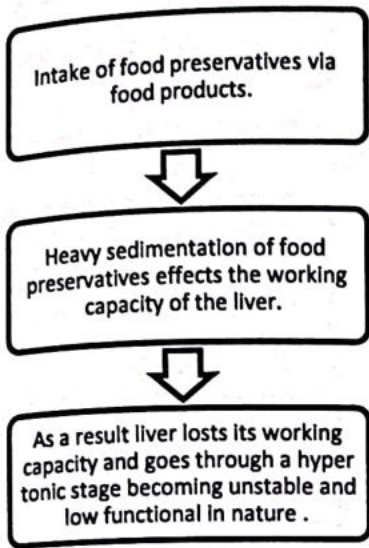 Intake of food preservatives via
food products.
Heavy sedimentation of food
preservatives effects the working
capacity of the liver.
As a result liver losts its working
capacity and goes through a hyper
tonic stage becoming unstable and
low functional in nature .